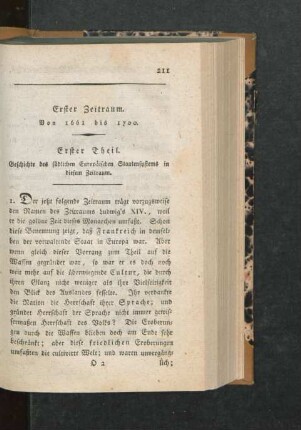 211
Erster Zeitraum.
Von 1661 bis 1700.
Erster Theil.
Geschichte des südlichen Europäischen Staatensystems in
diesem Zeitraum.
1. Der jetzt folgende Zeitraum trägt vorzugsweise
den Namen des Zeitraums Ludwig's XIV., weil
er die goldne Zeit dieses Monarchen umfaßt. Schon
diese Benennung zeigt, daß Frankreich in demsel-
ben der vorwaltende Staat in Europa war. Aber
wenn gleich dieser Vorrang zum Theil auf die
Waffen gegründet war, so war er es doch noch
weit mehr auf die überwiegende Cultur, die durch
ihren Glanz nicht weniger als ihre Vielseitigkeit
den Blick des Auslandes fesselte. Ihr verdankte
die Nation die Herrschaft ihrer Sprache; und
gründet Herrschaft der Sprache nicht immer gewis-
sermaßen Herrschaft des Volks? Die Eroberun-
gen durch die Waffen blieben doch am Ende sehr
beschränkt; aber diese friedlichen Eroberungen
umfaßten die cultivirte Welt; und waren unvergäng-
O 2 lich;